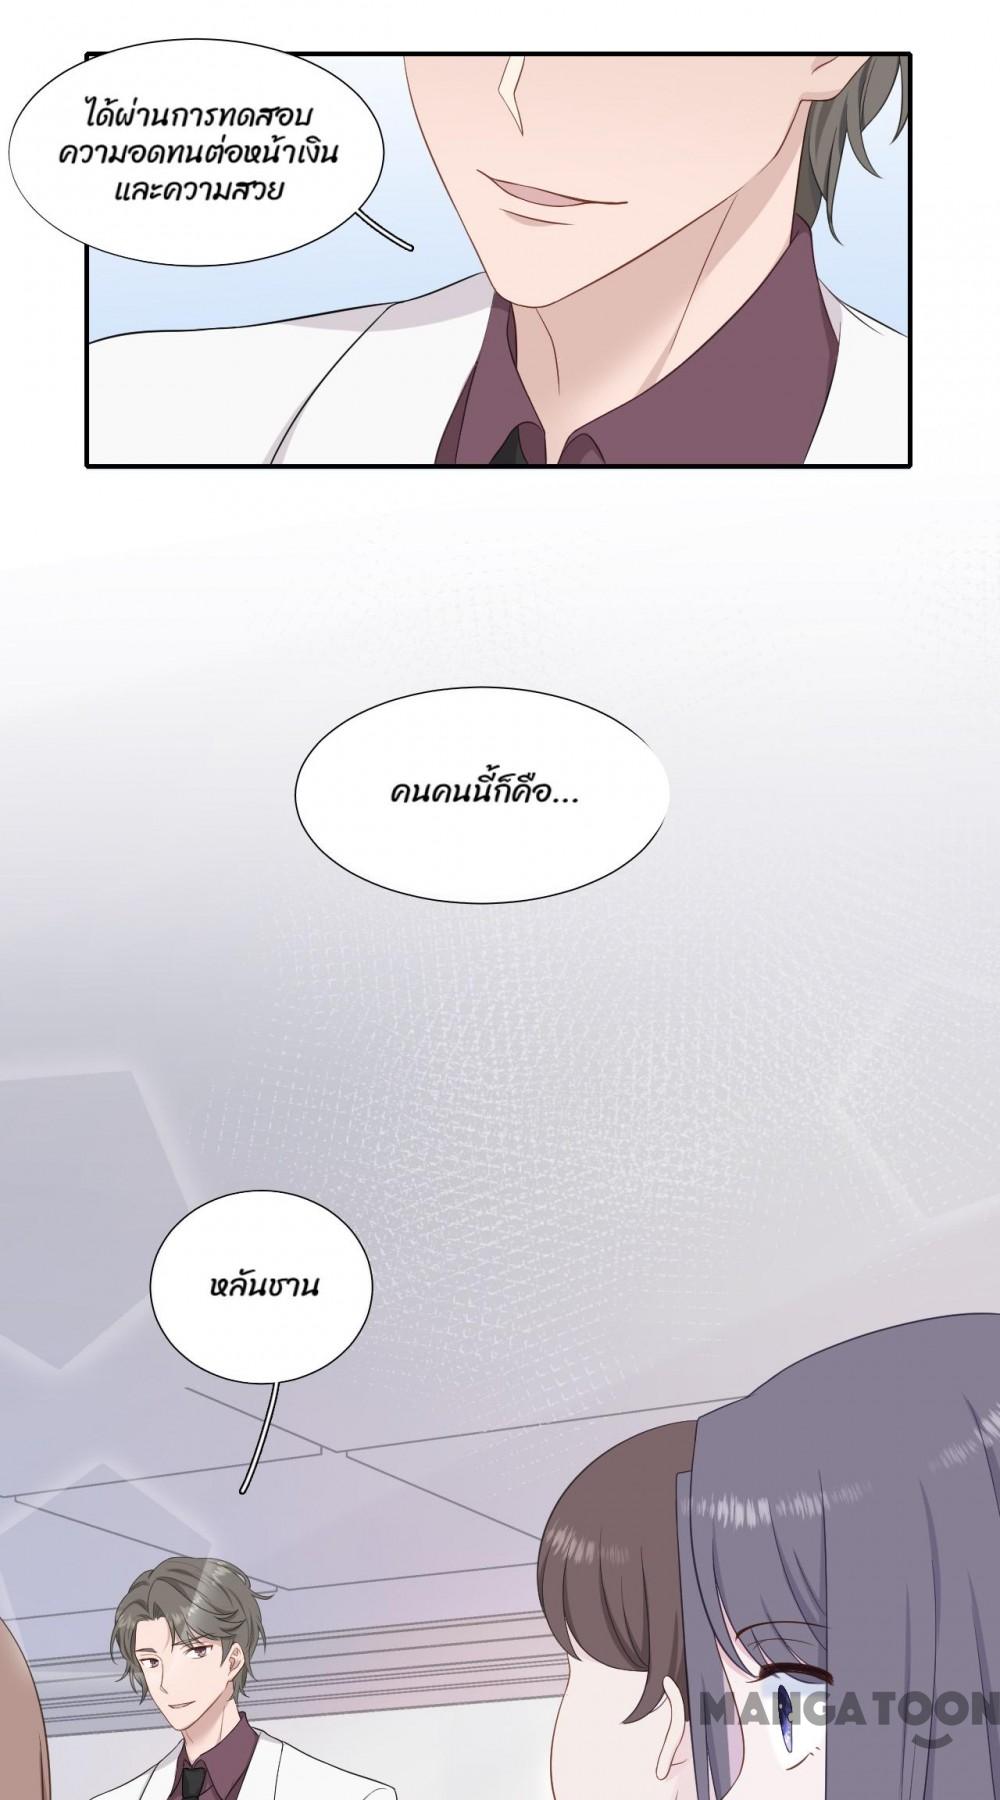 ได้ผ่านการทดสอบ
ความอดทนต่อหน้าเงิน
และความสวย
คนคนนี้ก็คือ...
หลันชาน
MANGATOON